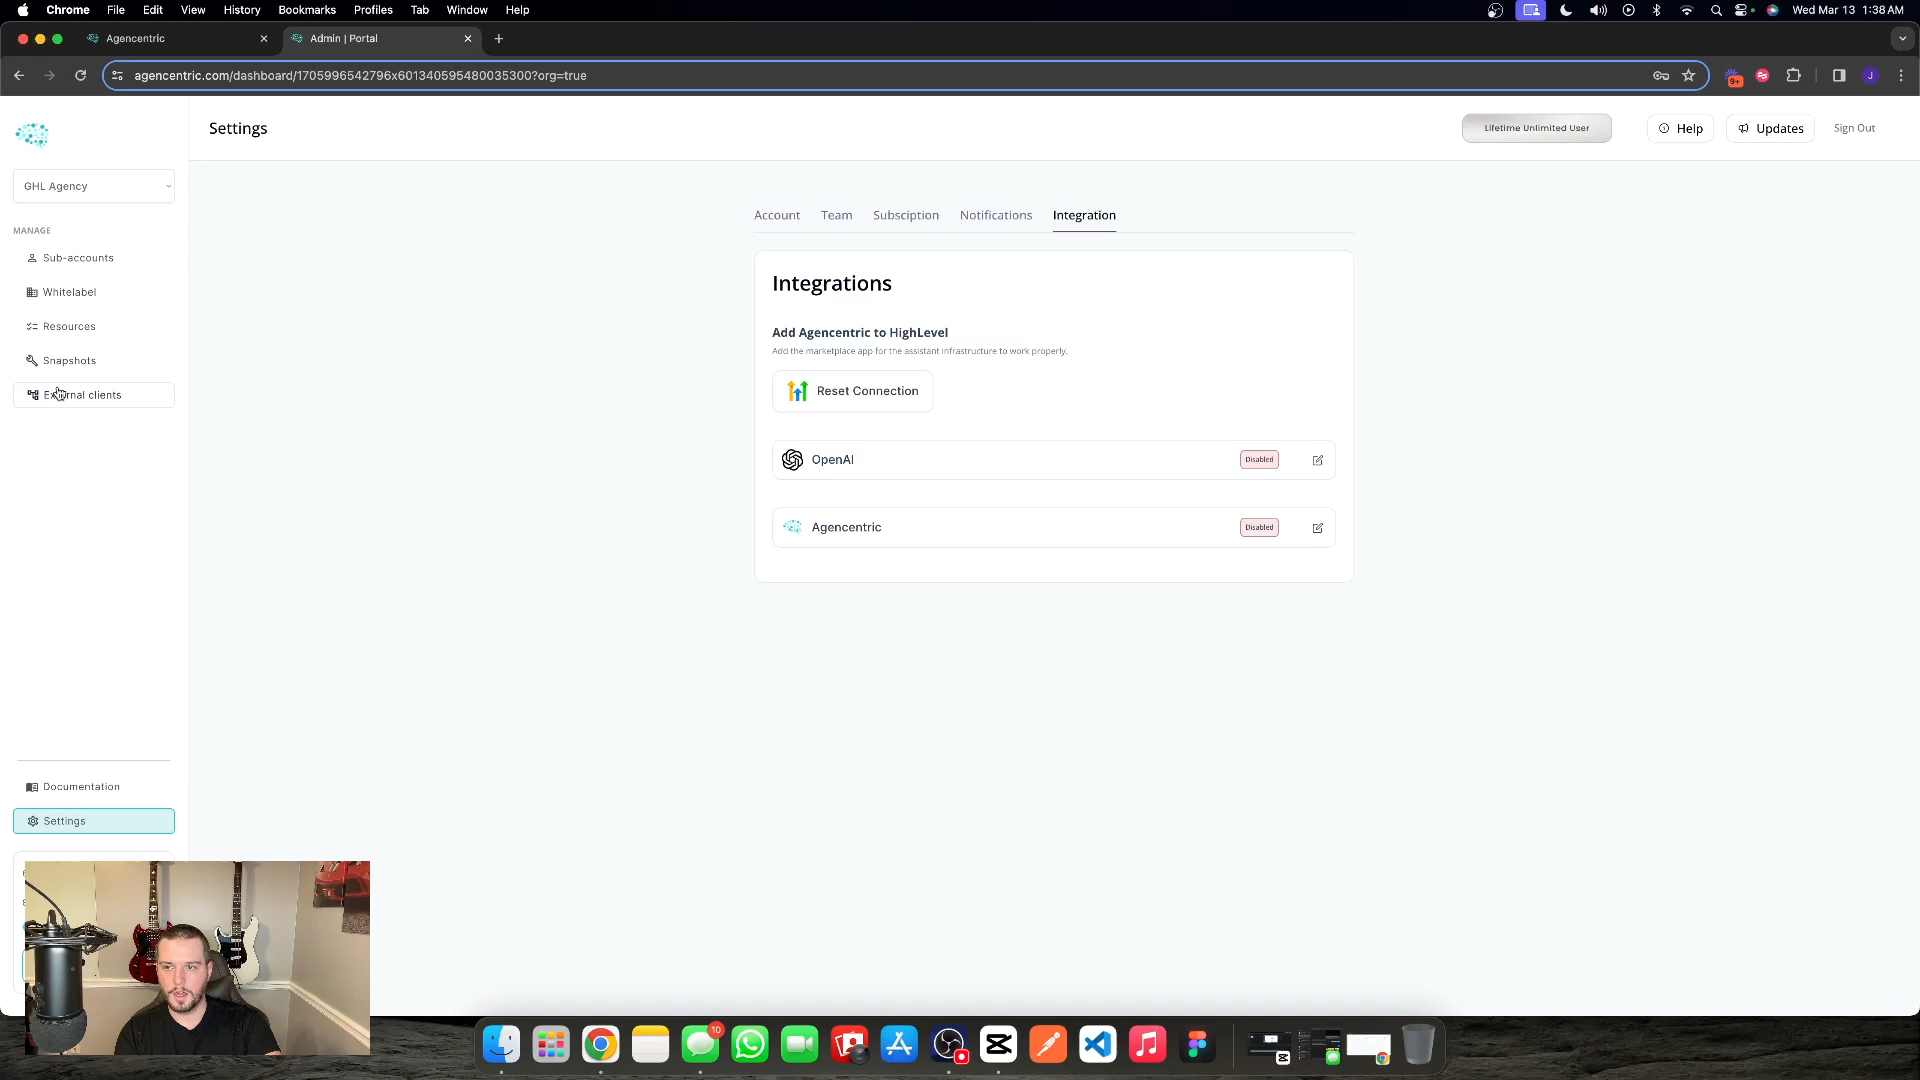 Chrome File Edit View History Bookmarks Profiles Tab Window Help Wed Mar 13 1:38 AM
Agencentric Admin | Portal
agencentric.com/dashboard/1705996542796x601340595480035300?org=true 9+ J
Settings Lifetime Unlimited User Help Updates Sign Out
GHL Agency
MANAGE
Sub-accounts
Whitelabel
Resources
Snapshots
External clients
Documentation
Settings
Account Team Subsciption Notifications Integration
Integrations
Add Agencentric to HighLevel
Add the marketplace app for the assistant infrastructure to work properly.
Reset Connection
OpenAI Disabled
Agencentric Disabled
10